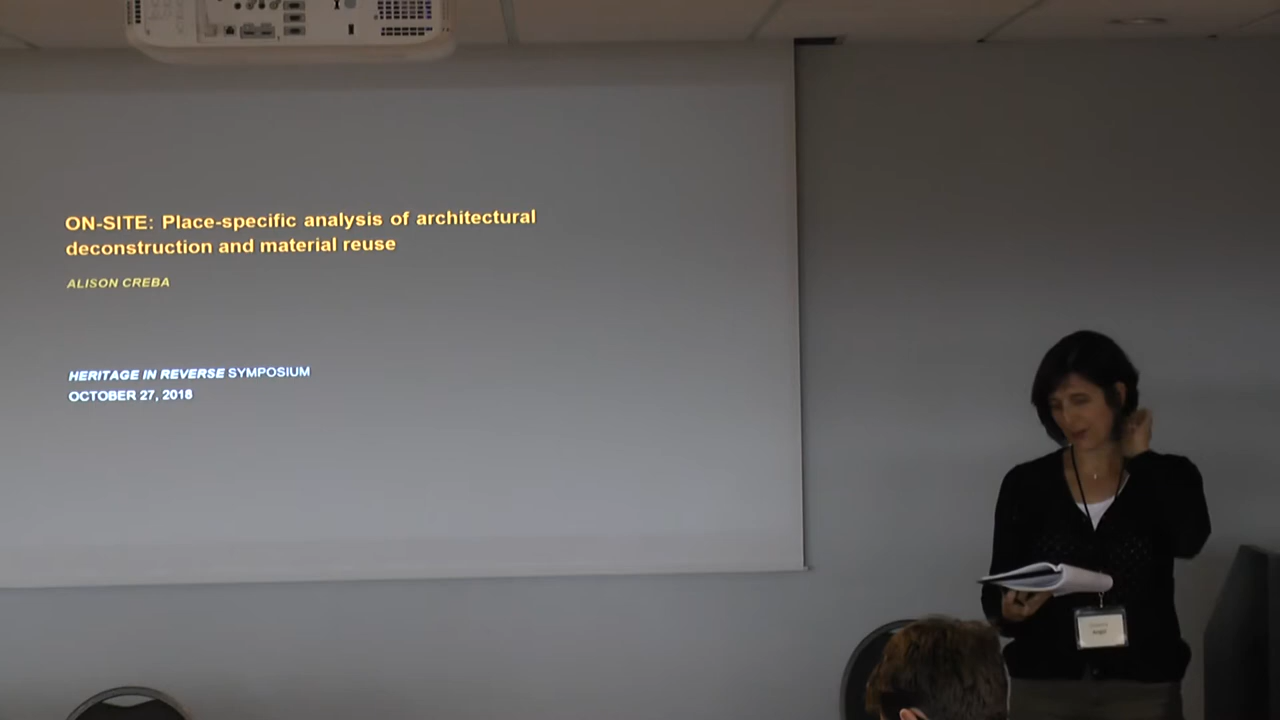 ON-SITE: Place-specific analysis of architectural
deconstruction and material reuse
ALISON CREBA
HERITAGE IN REVERSE SYMPOSIUM
OCTOBER 27, 2018